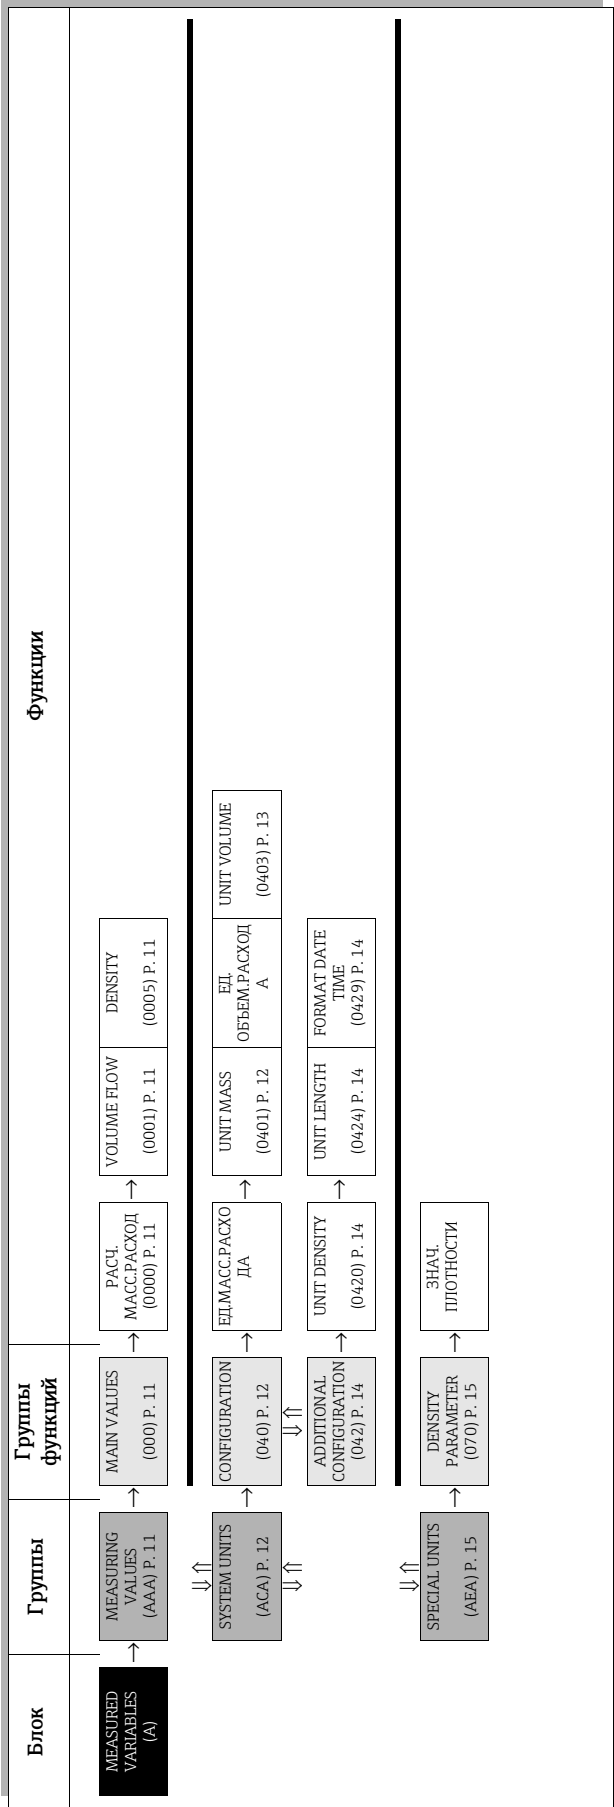 Блок
Группы
Группы
функций
Функции
MEASURED
VARIABLES
(A)
MEASURING
VALUES
(AAA) P. 11
MAIN VALUES
(000) P. 11
РАСЧ.
МАСС.РАСХОД
(0000) P. 11
VOLUME FLOW
(0001) P. 11
DENSITY
(0005) P. 11
SYSTEM UNITS
(ACA) P. 12
CONFIGURATION
(040) P. 12
ЕД.МАСС.РАСХО
ДА
UNIT MASS
(0401) P. 12
ЕД.
ОБЪЕМ.РАСХОД
А
UNIT VOLUME
(0403) P. 13
ADDITIONAL
CONFIGURATION
(042) P. 14
UNIT DENSITY
(0420) P. 14
UNIT LENGTH
(0424) P. 14
FORMAT DATE
TIME
(0429) P. 14
SPECIAL UNITS
(AEA) P. 15
DENSITY
PARAMETER
(070) P. 15
ЗНАЧ.
ПЛОТНОСТИ